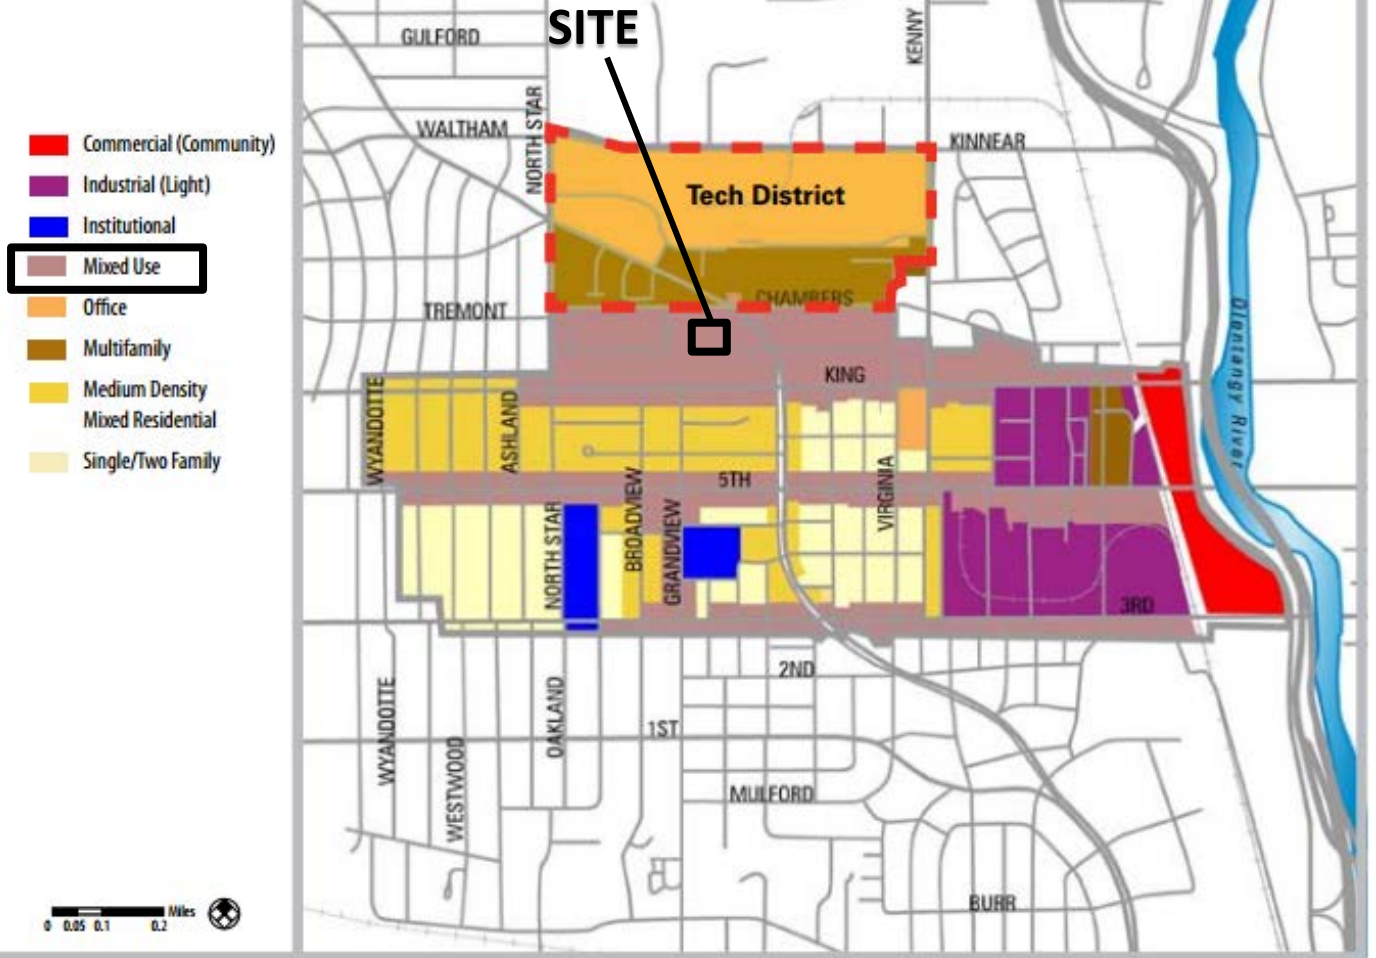 SITE
GULFORD
KENNY
NORTH STAR
WALTHAM
KINNEAR
Commercial (Community)
Industrial (Light)
Institutional
Mixed Use
Office
Multifamily
Medium Density
Mixed Residential
Single/Two Family
Tech District
CHAMBERS
TREMONT
Olentangy River
KING
WYANDOTTE
ASHLAND
5TH
VIRGINIA
BROADVIEW
GRANDVIEW
NORTH STAR
3RD
2ND
WYANDOTTE
OAKLAND
1ST
WESTWOOD
MULFORD
BURR
Miles
0 0.05 0.1 0.2